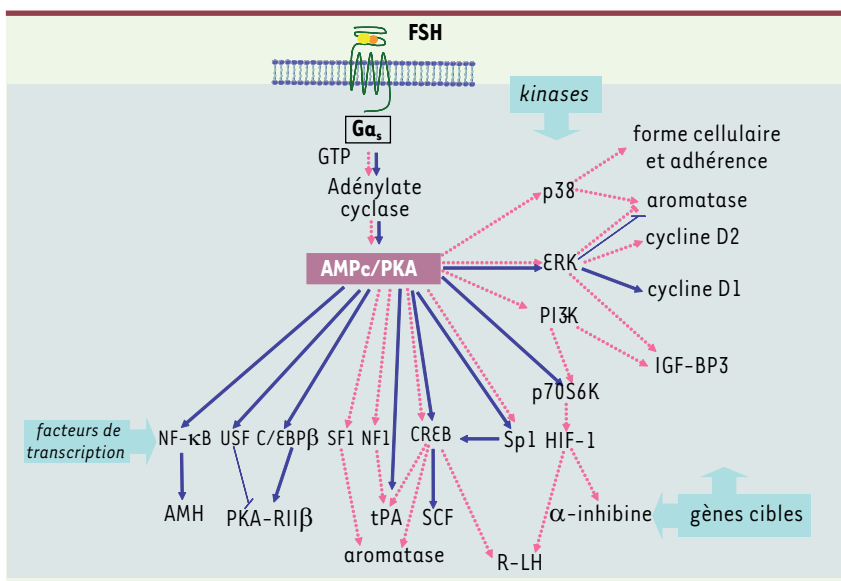 FSH
kinases
Gαs
GTP
Adénylate
cyclase
forme cellulaire
et adhérence
p38
aromatase
cycline D2
AMPc/PKA
ERK
cycline D1
PI3K
IGF-BP3
p70S6K
facteurs de
transcription
NF-κB USF C/EBPβ SF1 NF1 CREB Sp1 HIF-1
AMH PKA-RIIβ tPA SCF α-inhibine gènes cibles
aromatase R-LH